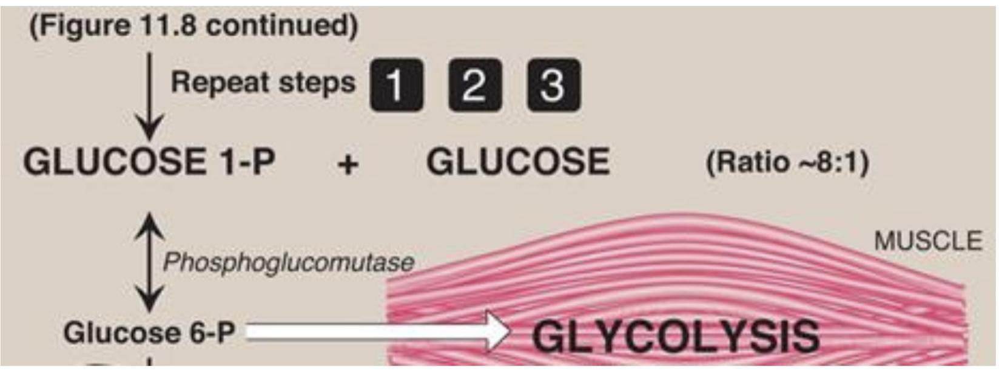 (Figure 11.8 continued)
Repeat steps 1 2 3
GLUCOSE 1-P + GLUCOSE (Ratio ~8:1)
MUSCLE
Phosphoglucomutase
Glucose 6-P GLYCOLYSIS